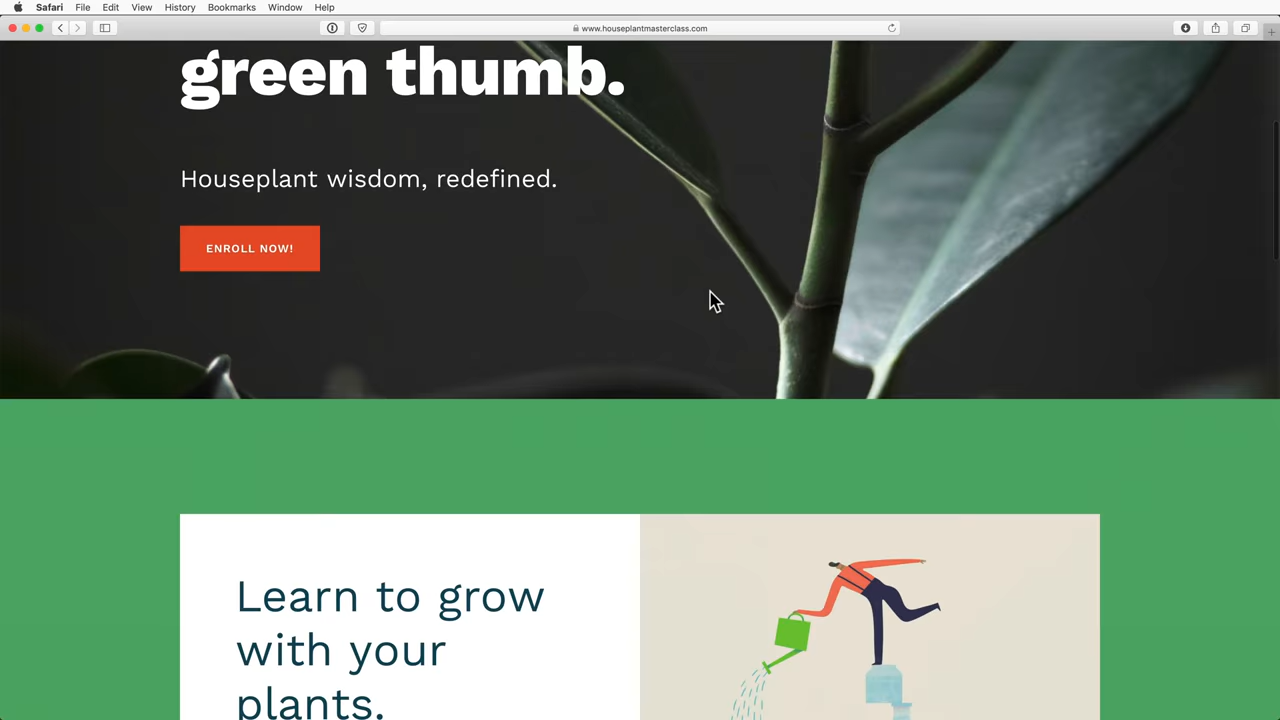 Safari File Edit View History Bookmarks Window Help
www.houseplantmasterclass.com
green thumb.
Houseplant wisdom, redefined.
ENROLL NOW!
Learn to grow
with your
plants.